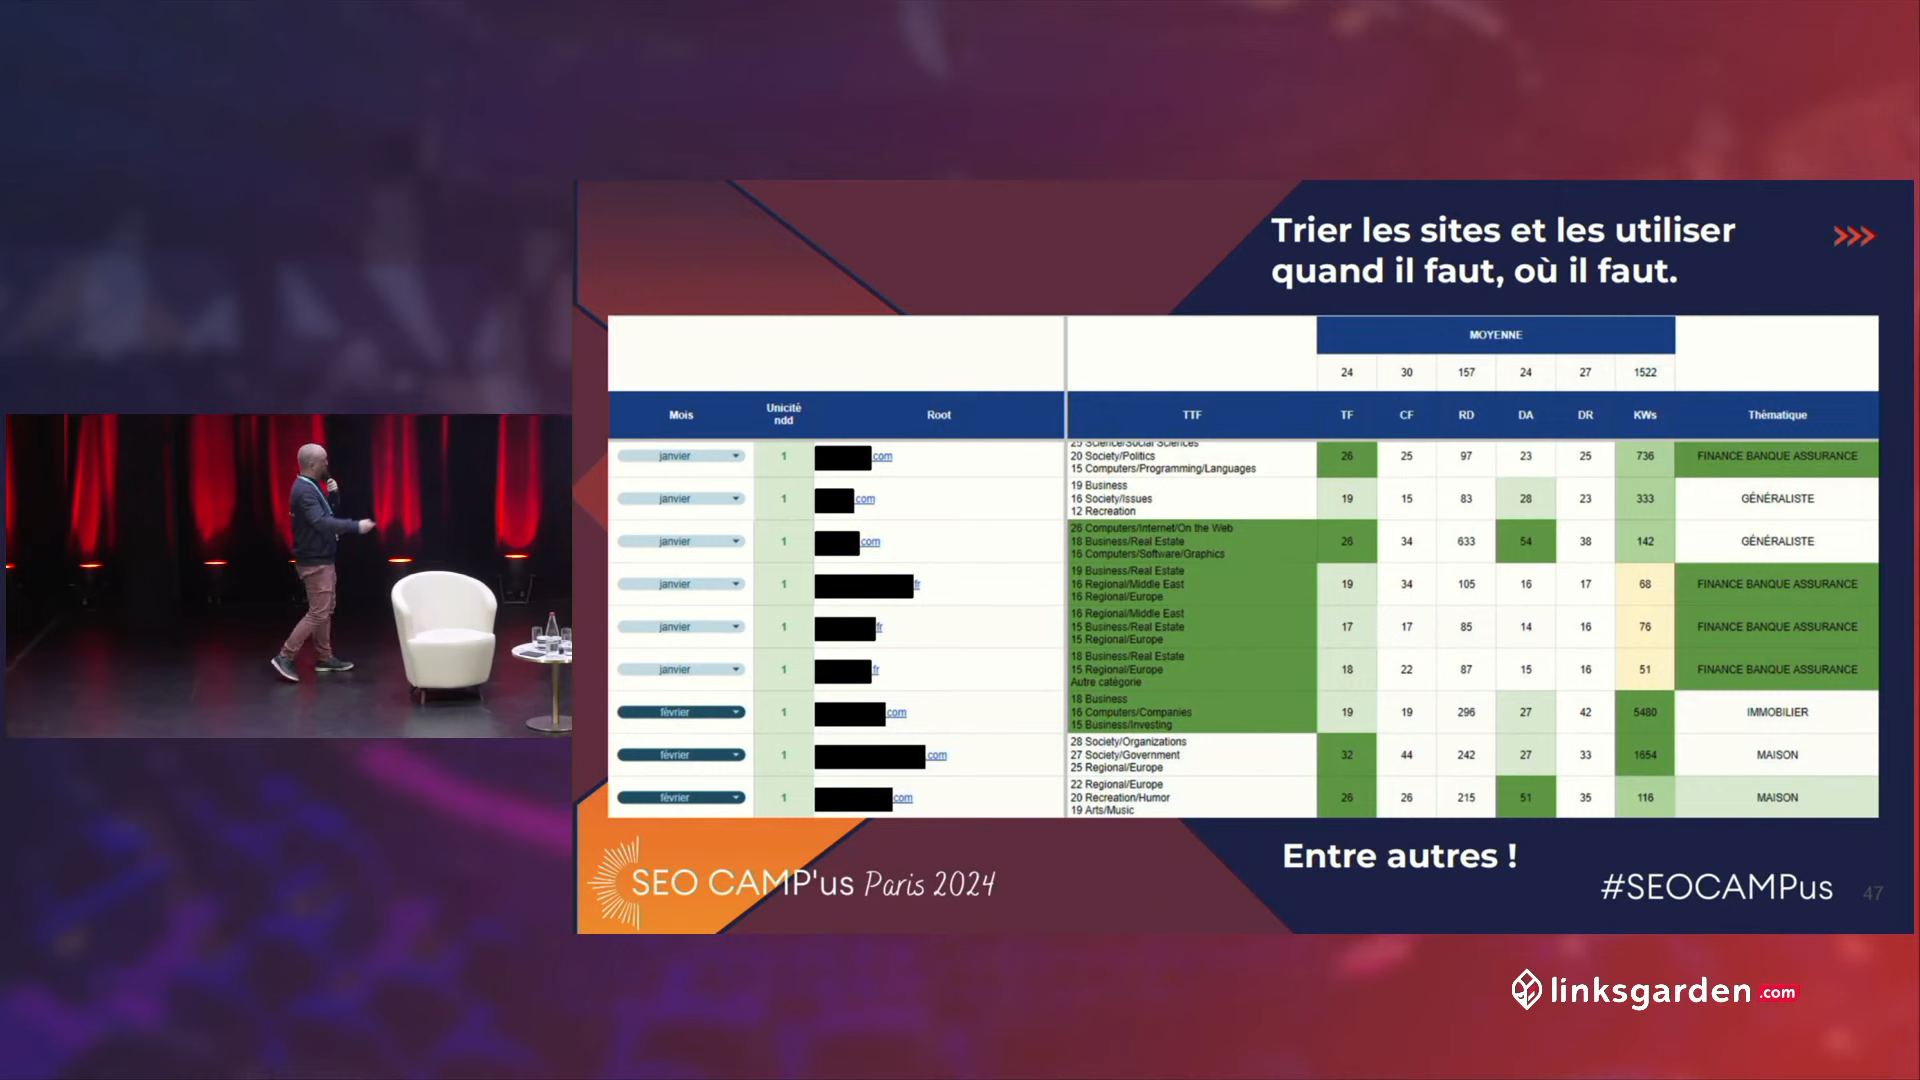 Trier les sites et les utiliser
quand il faut, où il faut.
MOYENNE
24 30 157 24 27 1522
Mois Unicité ndd Root TTF TF CF RD DA DR KWs Thématique
25 Science/Social Sciences
20 Society/Politics
15 Computers/Programming/Languages
janvier 1 com 26 25 97 23 25 736 FINANCE BANQUE ASSURANCE
19 Business
16 Society/Issues
12 Recreation
janvier 1 com 19 15 83 28 23 333 GÉNÉRALISTE
26 Computers/Internet/On the Web
18 Business/Real Estate
16 Computers/Software/Graphics
janvier 1 com 26 34 633 54 38 142 GÉNÉRALISTE
19 Business/Real Estate
16 Regional/Middle East
16 Regional/Europe
janvier 1 fr 19 34 105 16 17 68 FINANCE BANQUE ASSURANCE
16 Regional/Middle East
15 Business/Real Estate
15 Regional/Europe
janvier 1 fr 17 17 85 14 16 76 FINANCE BANQUE ASSURANCE
18 Business/Real Estate
15 Regional/Europe
Autre catégorie
janvier 1 fr 18 22 87 15 16 51 FINANCE BANQUE ASSURANCE
18 Business
16 Computers/Companies
15 Business/Investing
février 1 com 19 19 296 27 42 5480 IMMOBILIER
28 Society/Organizations
27 Society/Government
25 Regional/Europe
février 1 com 32 44 242 27 33 1654 MAISON
22 Regional/Europe
20 Recreation/Humor
19 Arts/Music
février 1 com 26 26 215 51 35 116 MAISON
Entre autres !
SEO CAMP'us Paris 2024
#SEOCAMPus 47
linksgarden.com